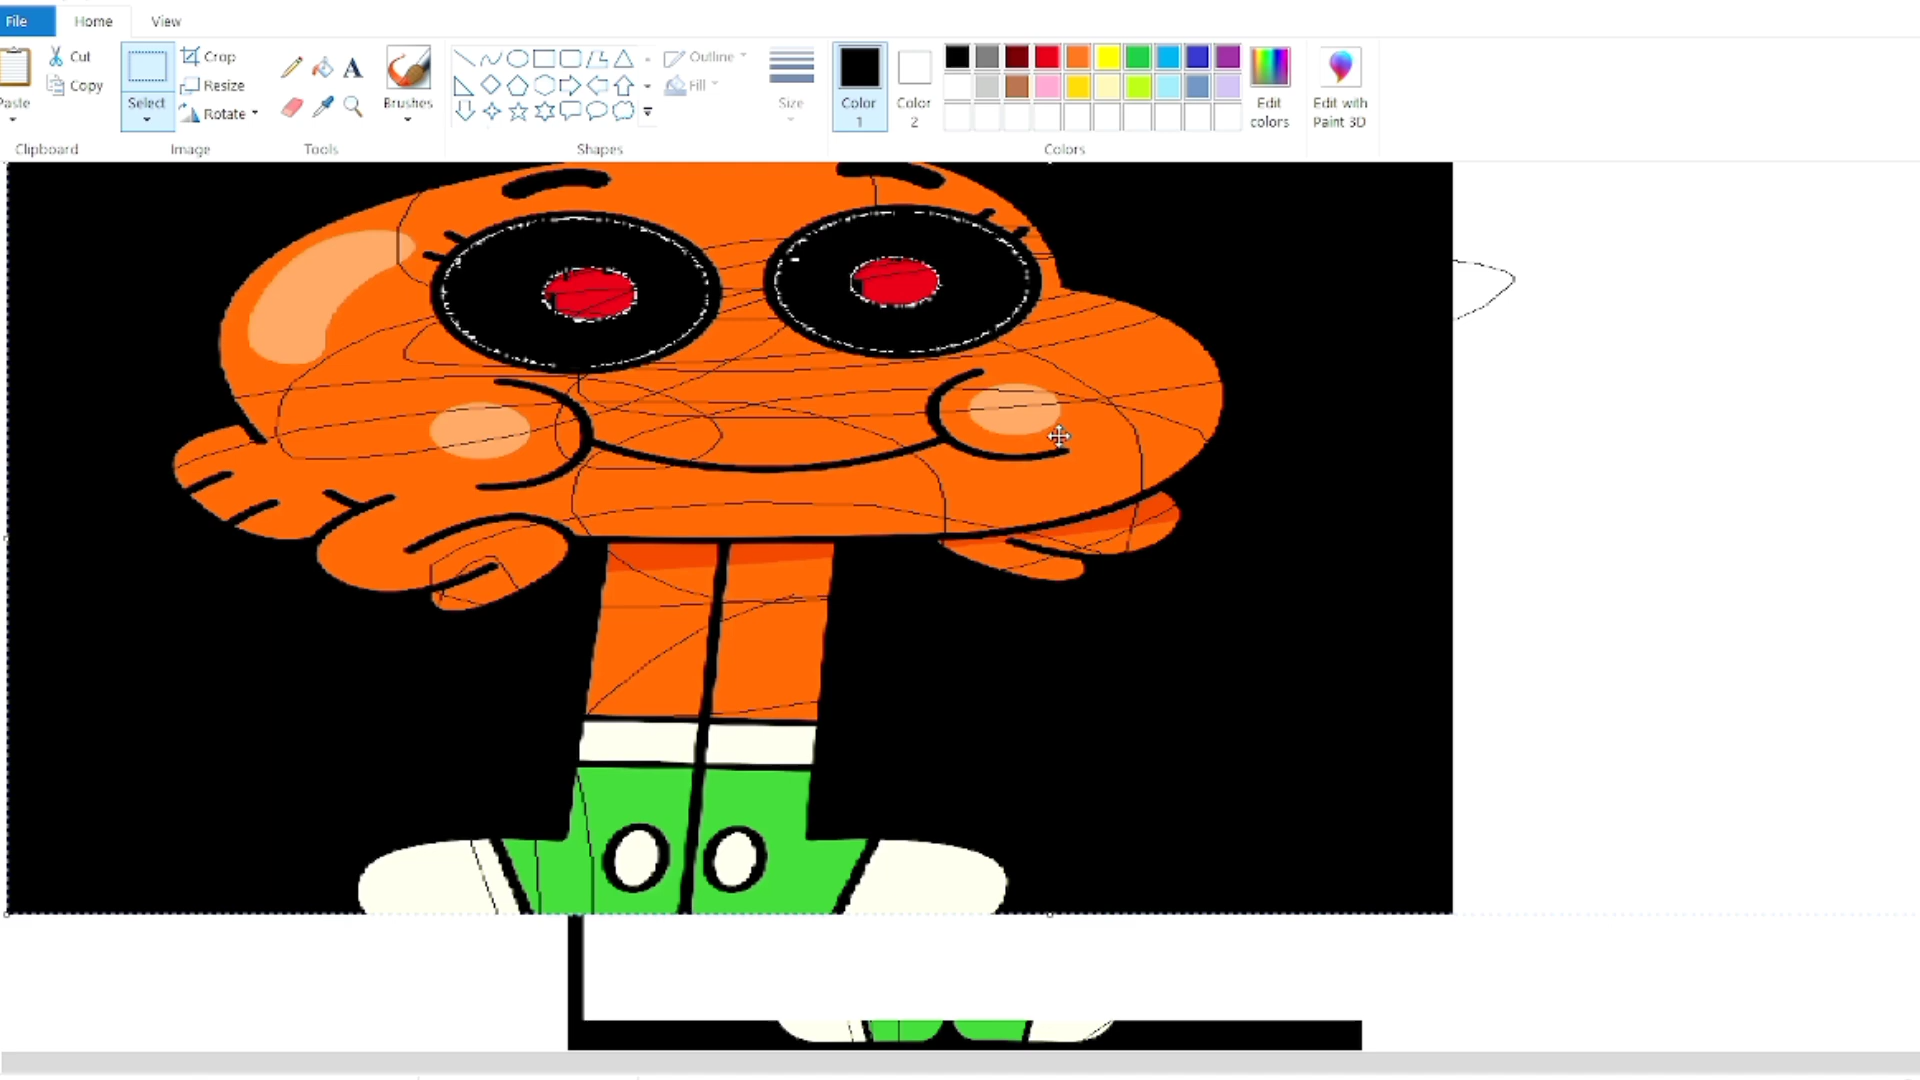 File Home View
Cut
Copy
Paste
Select
Crop
Resize
Rotate
A
Brushes
Outline
Fill
Size
Color
1
Color
2
Edit
colors
Edit with
Paint 3D
Clipboard Image Tools Shapes Colors